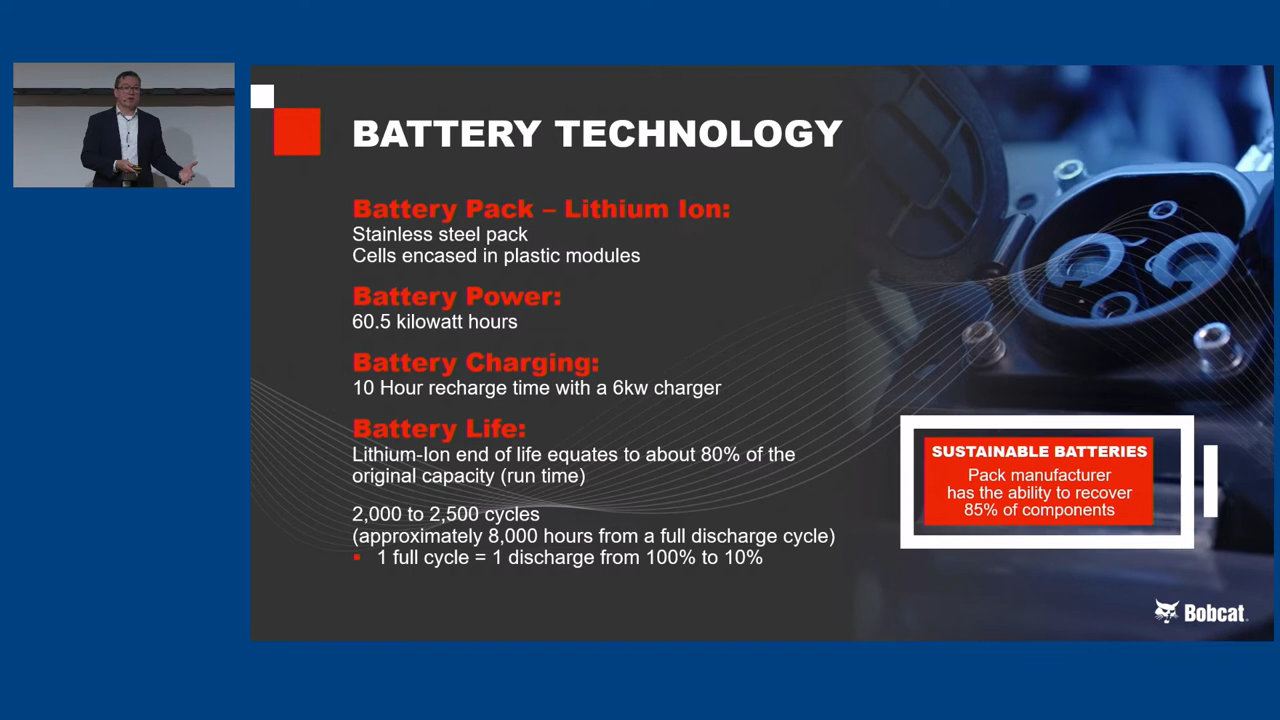 BATTERY TECHNOLOGY
Battery Pack – Lithium Ion:
Stainless steel pack
Cells encased in plastic modules
Battery Power:
60.5 kilowatt hours
Battery Charging:
10 Hour recharge time with a 6kw charger
Battery Life:
Lithium-Ion end of life equates to about 80% of the
original capacity (run time)
2,000 to 2,500 cycles
(approximately 8,000 hours from a full discharge cycle)
▪ 1 full cycle = 1 discharge from 100% to 10%
SUSTAINABLE BATTERIES
Pack manufacturer
has the ability to recover
85% of components
Bobcat®